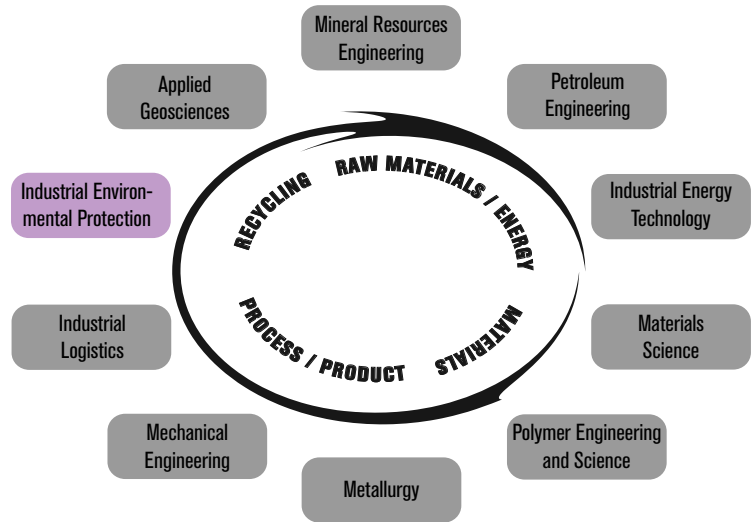 Mineral Resources
Engineering
Applied
Geosciences
Petroleum
Engineering
Industrial Environ-
mental Protection
RECYCLING
RAW MATERIALS / ENERGY
Industrial Energy
Technology
Industrial
Logistics
PROCESS / PRODUCT
MATERIALS
Materials
Science
Mechanical
Engineering
Polymer Engineering
and Science
Metallurgy